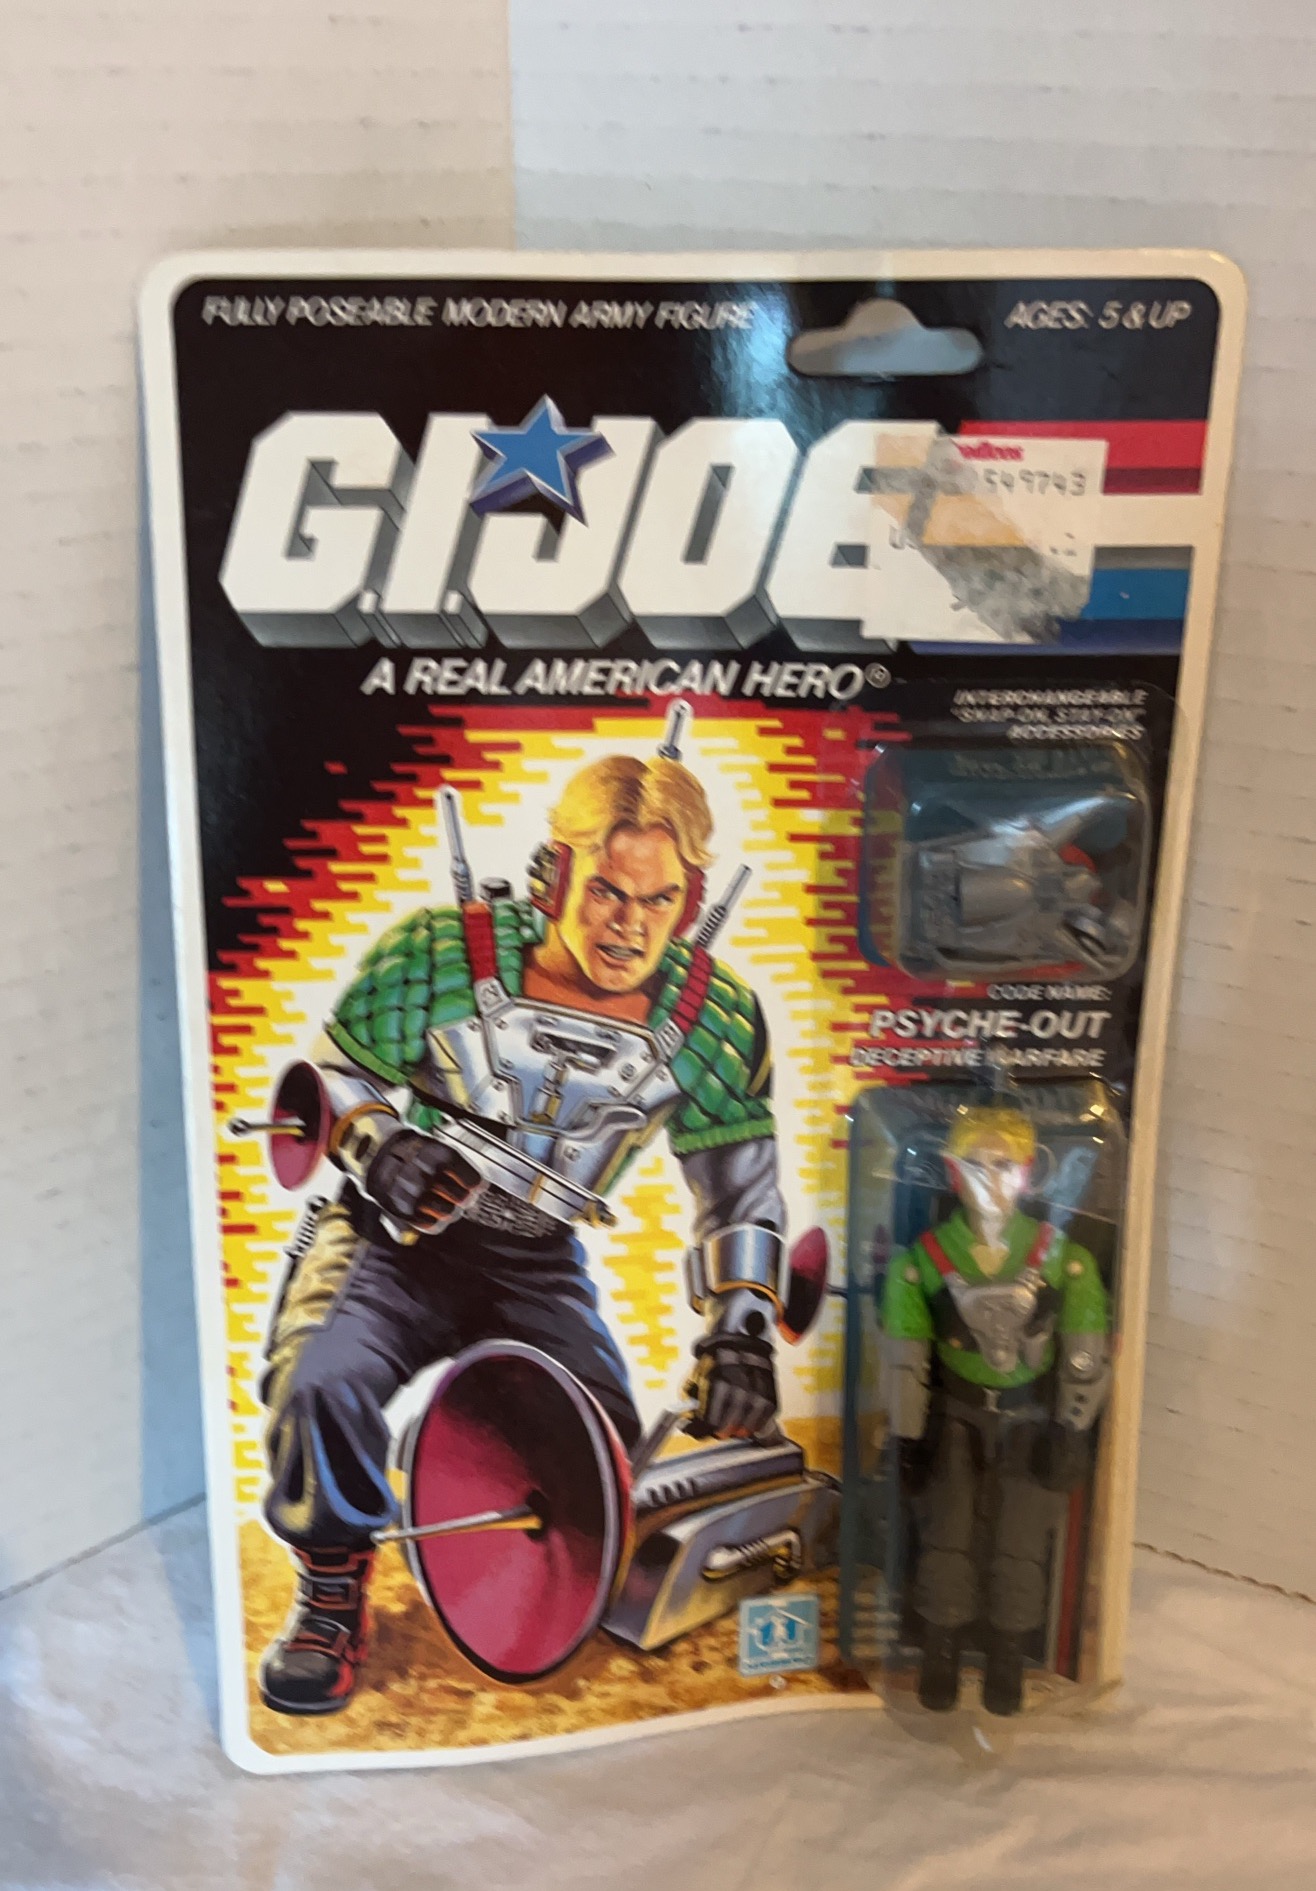 FULLY POSEABLE MODERN ARMY FIGURE
AGES: 5 & UP
G.I.JOE
549743
A REAL AMERICAN HERO®
INTERCHANGEABLE
"SNAP-ON, STAY-ON"
ACCESSORIES
CODE NAME:
PSYCHE-OUT
DECEPTIVE WARFARE